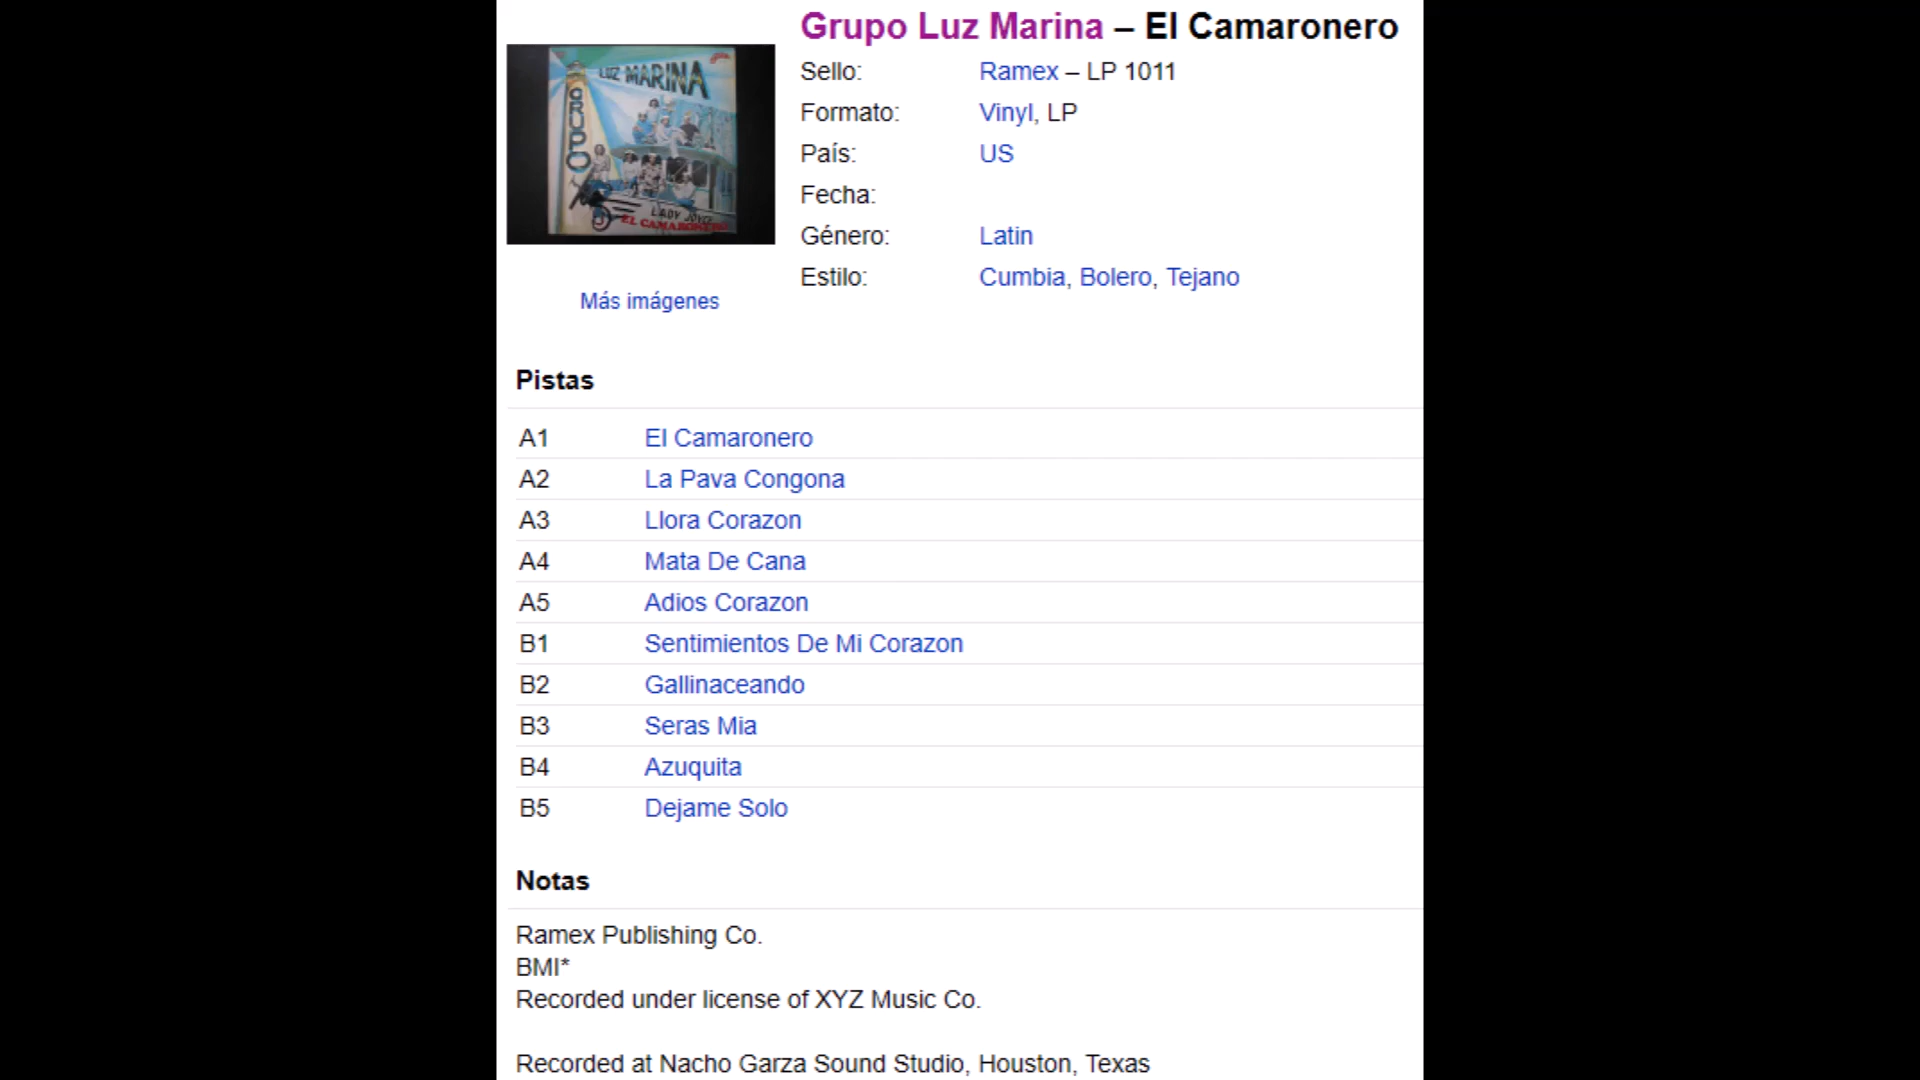 Grupo Luz Marina – El Camaronero
LUZ MARINA
GRUPO
LADY JOYCE
EL CAMARONERO
Sello: Ramex – LP 1011
Formato: Vinyl, LP
País: US
Fecha:
Género: Latin
Estilo: Cumbia, Bolero, Tejano
Más imágenes
Pistas
A1 El Camaronero
A2 La Pava Congona
A3 Llora Corazon
A4 Mata De Cana
A5 Adios Corazon
B1 Sentimientos De Mi Corazon
B2 Gallinaceando
B3 Seras Mia
B4 Azuquita
B5 Dejame Solo
Notas
Ramex Publishing Co.
BMI*
Recorded under license of XYZ Music Co.
Recorded at Nacho Garza Sound Studio, Houston, Texas